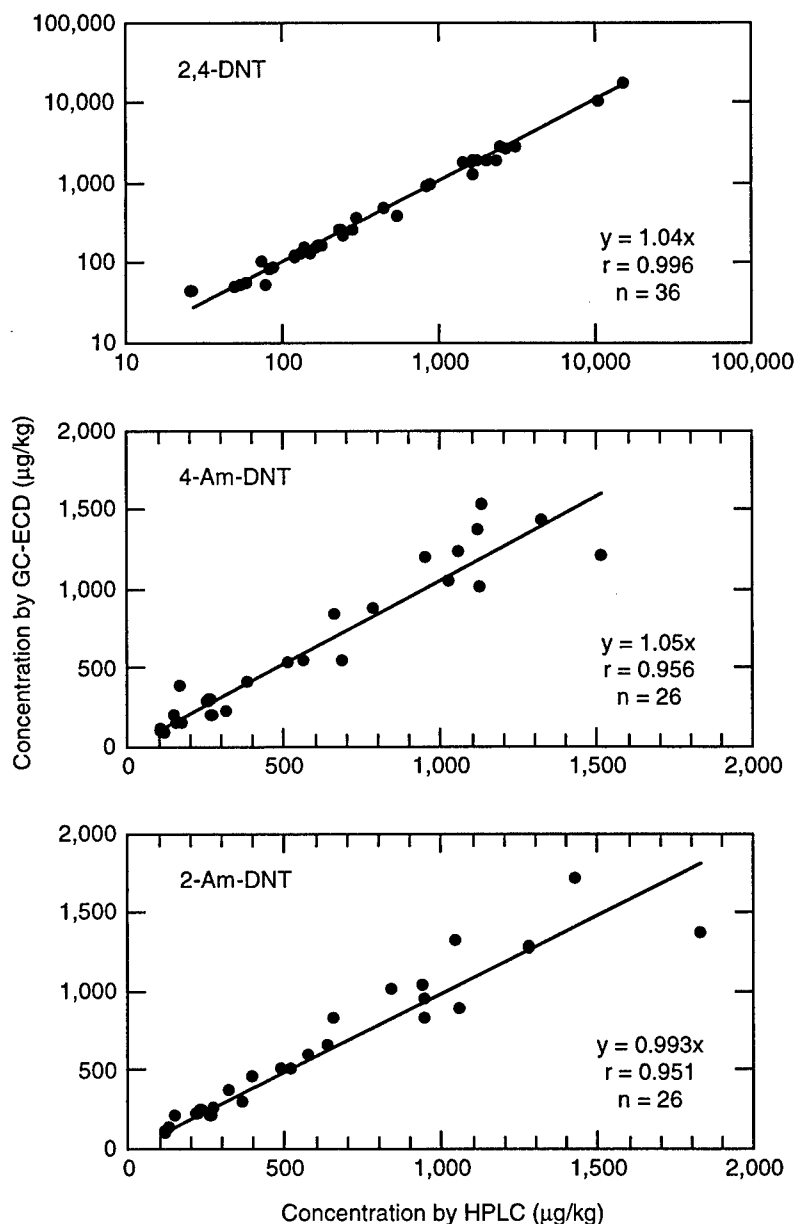 100,000
10,000
1,000
100
10
2,4-DNT
y = 1.04x
r = 0.996
n = 36
10
100
1,000
10,000
100,000
Concentration by GC-ECD (µg/kg)
2,000
1,500
1,000
500
0
4-Am-DNT
y = 1.05x
r = 0.956
n = 26
0
500
1,000
1,500
2,000
2,000
1,500
1,000
500
0
2-Am-DNT
y = 0.993x
r = 0.951
n = 26
0
500
1,000
1,500
2,000
Concentration by HPLC (µg/kg)